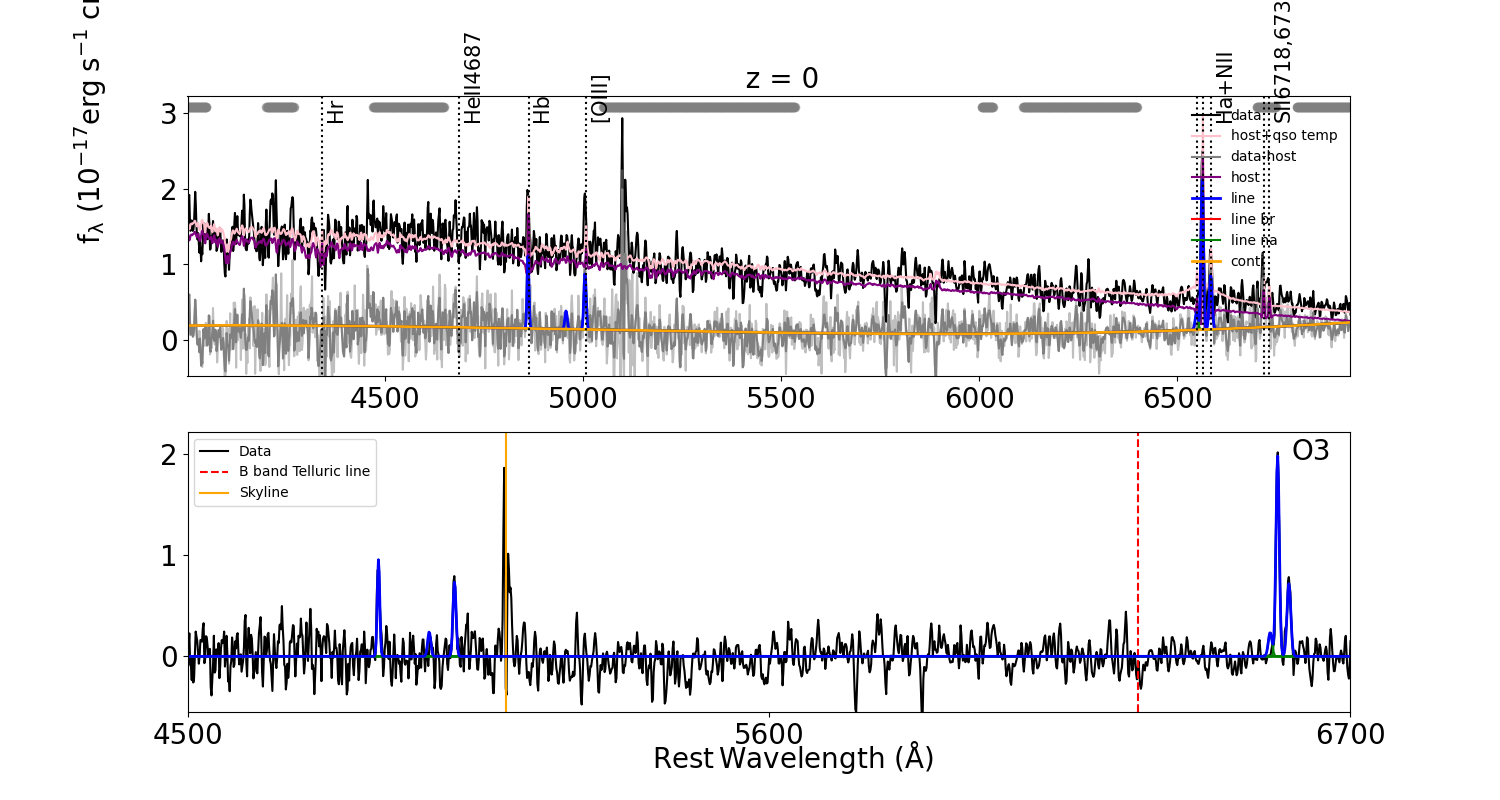 z = 0
fλ (10−17erg s−1 c
Hr
HeII4687
Hb
[OIII]
Ha+NII
SII6718,673
3
2
1
0
data
host+qso temp
data-host
host
line
line br
line na
conti
4500
5000
5500
6000
6500
2
1
0
Data
B band Telluric line
Skyline
O3
4500
5600
6700
Rest Wavelength (Å)